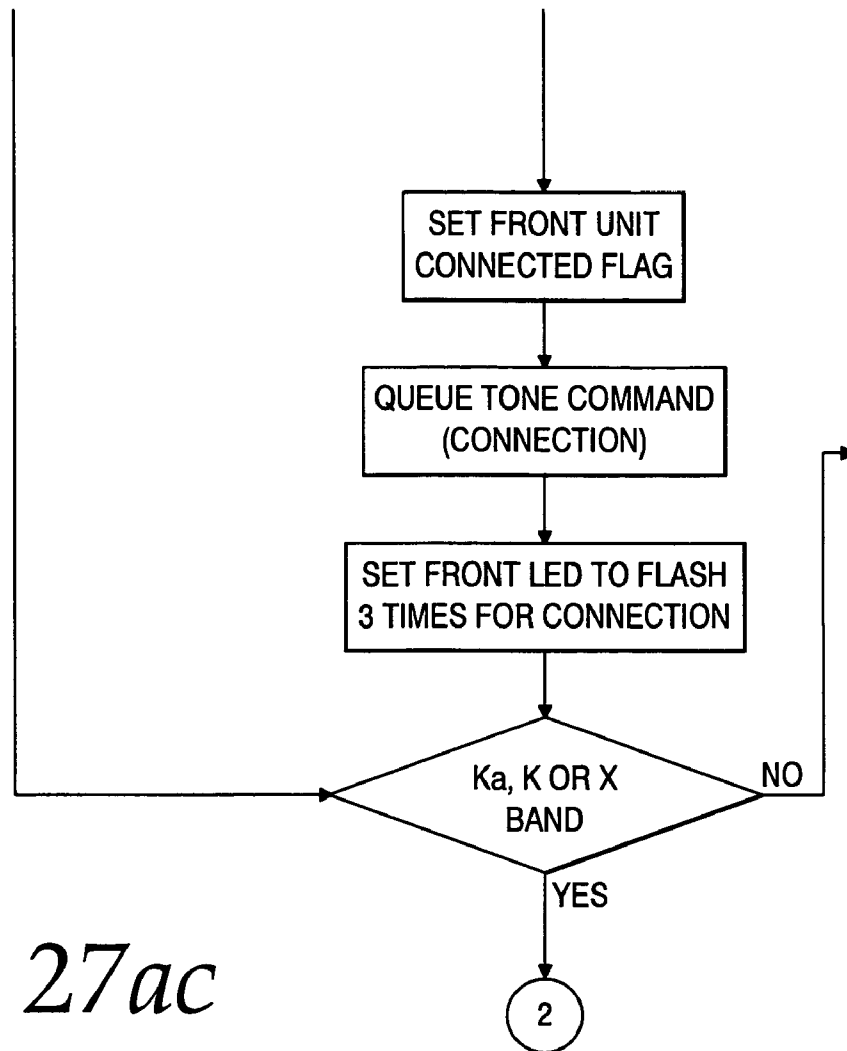 SET FRONT UNIT
CONNECTED FLAG
QUEUE TONE COMMAND
(CONNECTION)
SET FRONT LED TO FLASH
3 TIMES FOR CONNECTION
Ka, K OR X
BAND
NO
YES
27ac
2